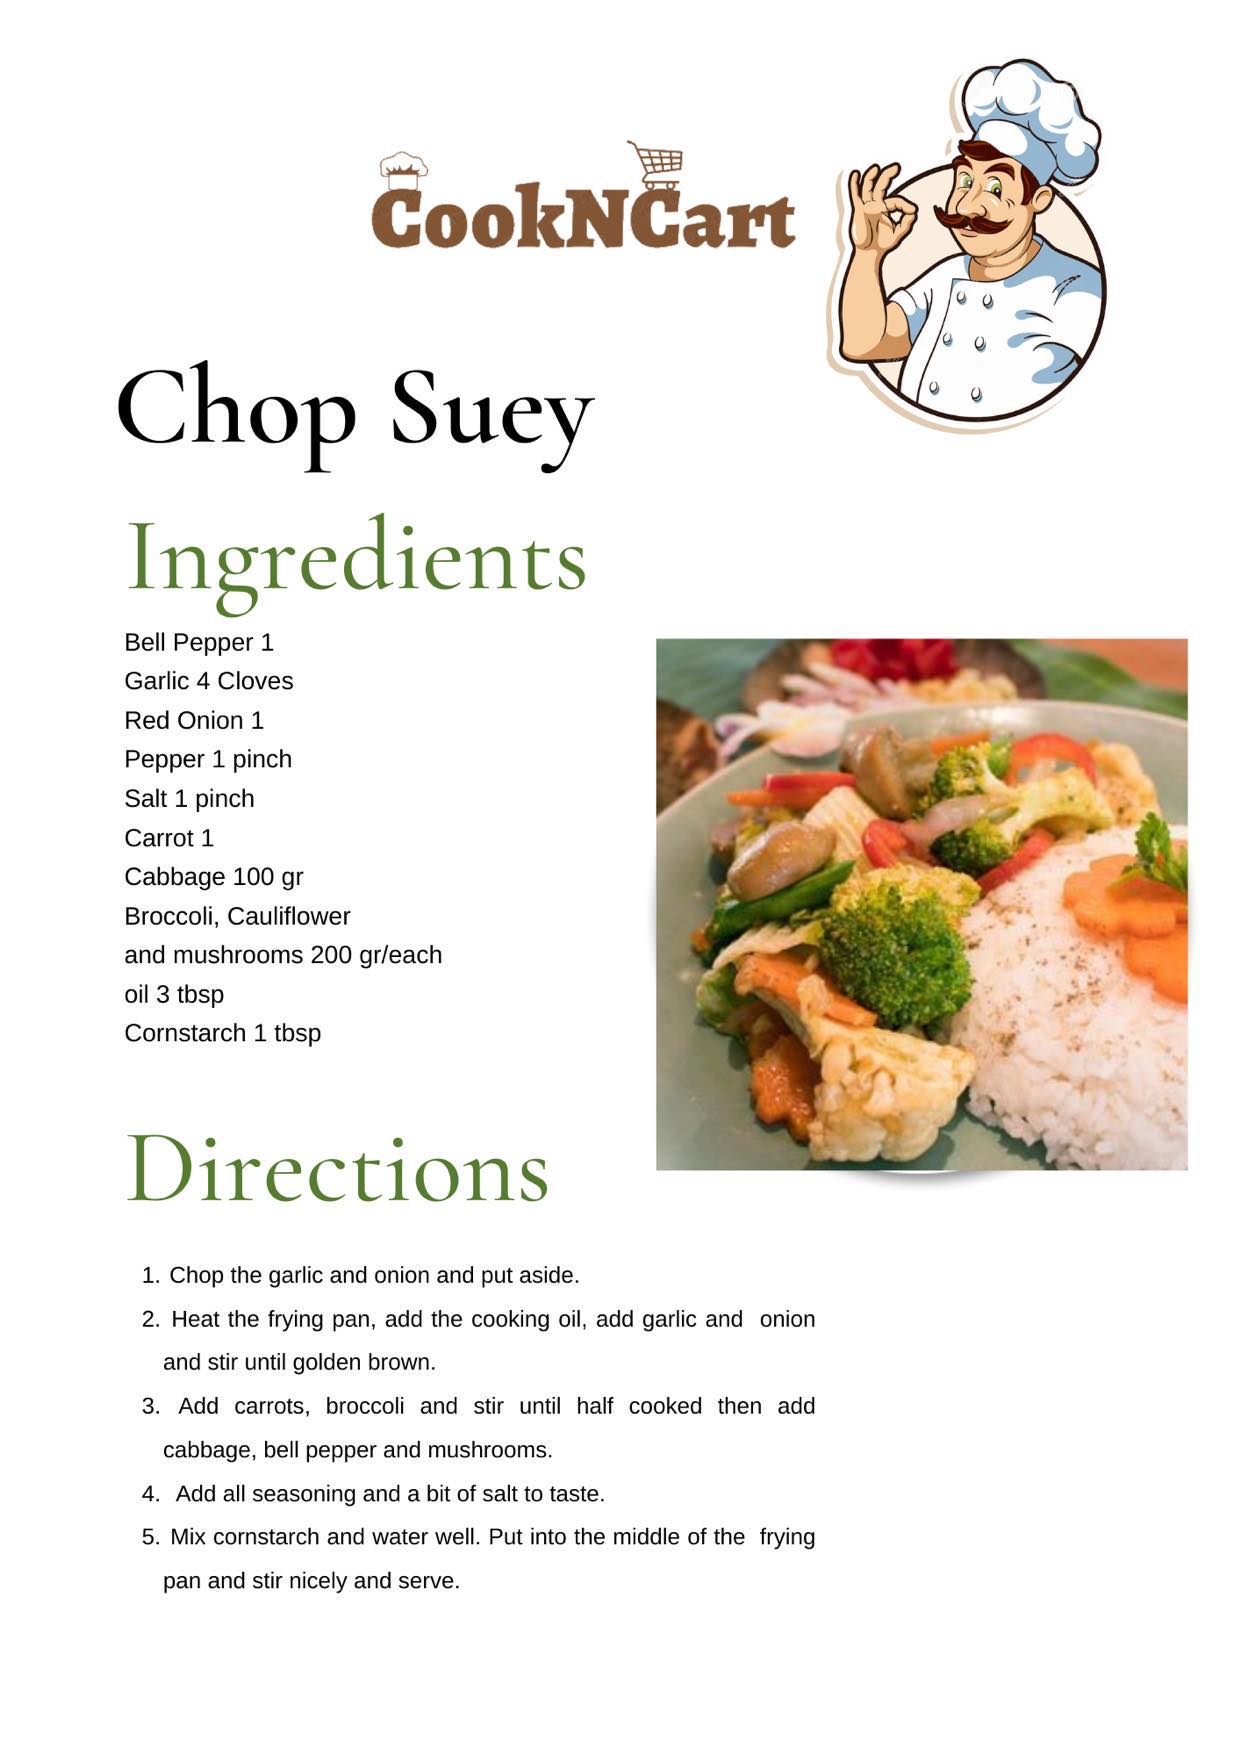 CookNCart
Chop Suey
Ingredients
Bell Pepper 1
Garlic 4 Cloves
Red Onion 1
Pepper 1 pinch
Salt 1 pinch
Carrot 1
Cabbage 100 gr
Broccoli, Cauliflower
and mushrooms 200 gr/each
oil 3 tbsp
Cornstarch 1 tbsp
Directions
1. Chop the garlic and onion and put aside.
2. Heat the frying pan, add the cooking oil, add garlic and onion
and stir until golden brown.
3. Add carrots, broccoli and stir until half cooked then add
cabbage, bell pepper and mushrooms.
4. Add all seasoning and a bit of salt to taste.
5. Mix cornstarch and water well. Put into the middle of the frying
pan and stir nicely and serve.